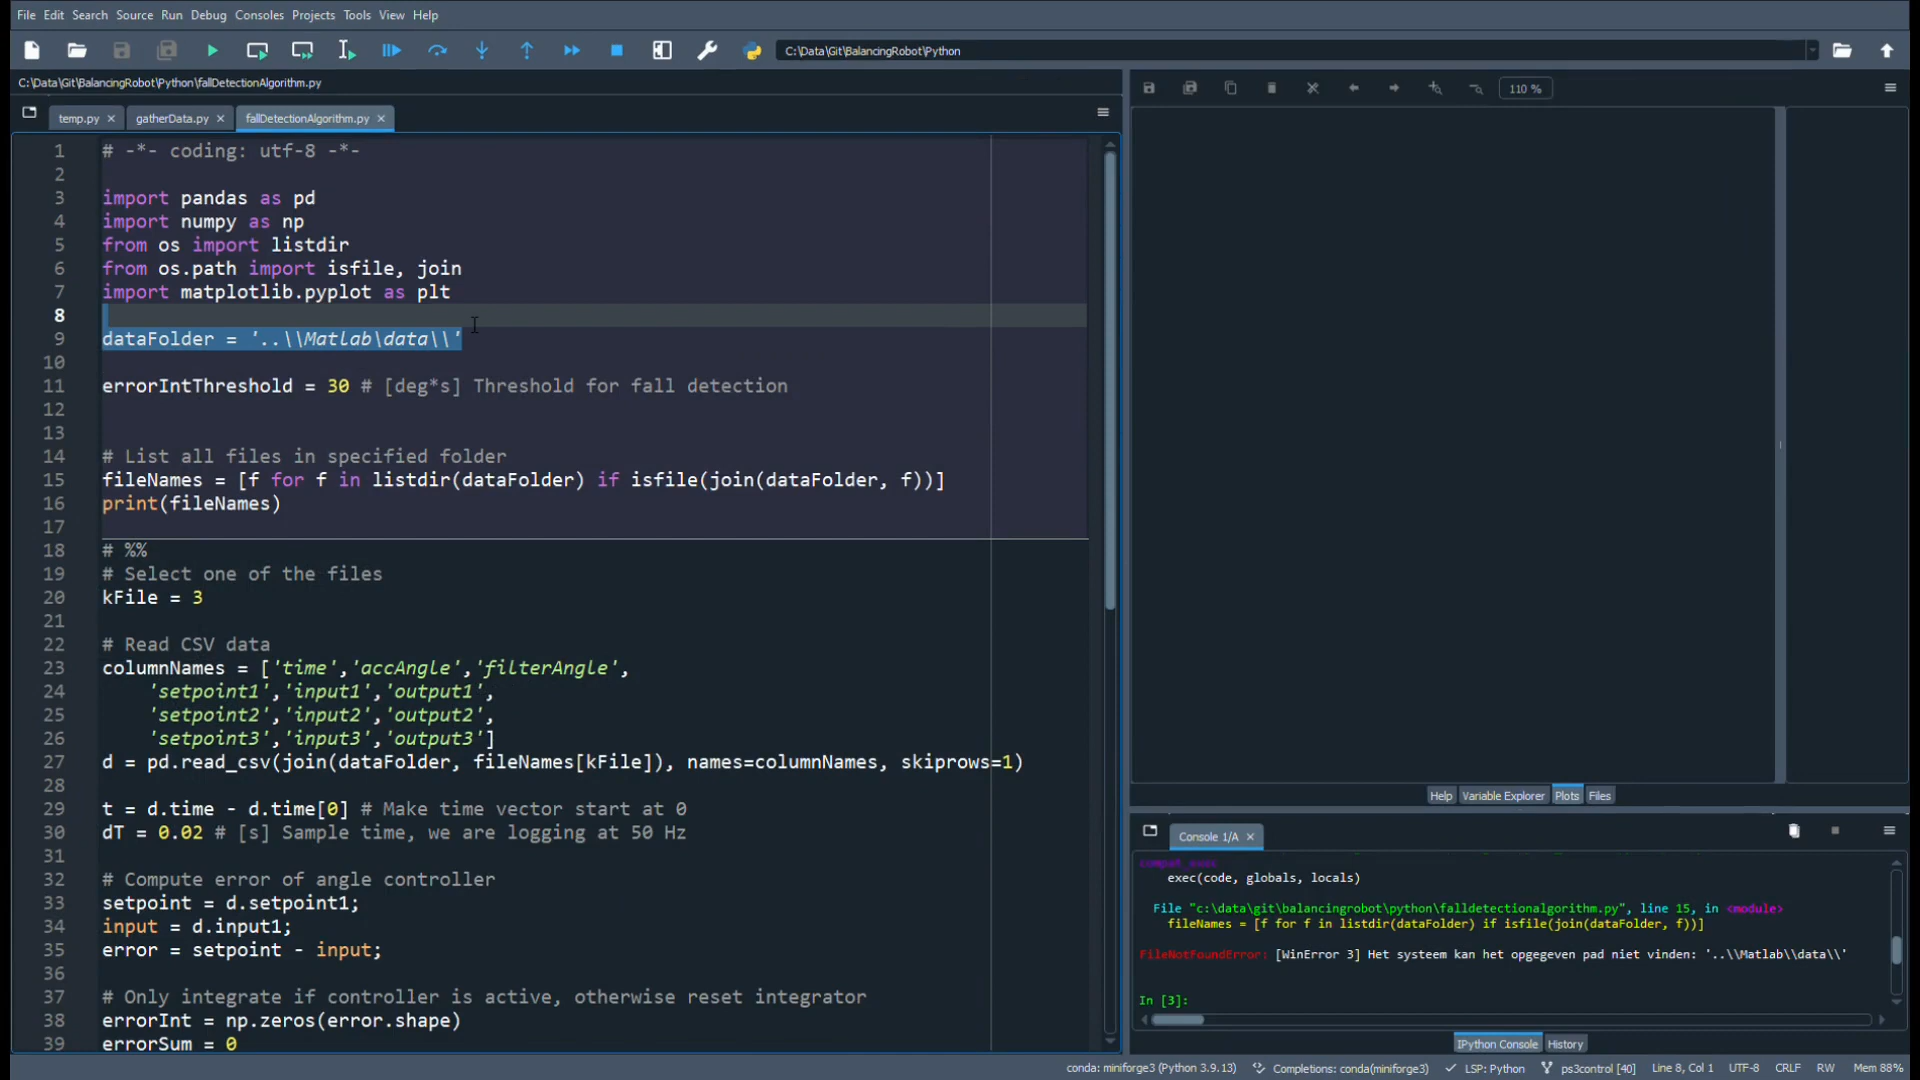 File Edit Search Source Run Debug Consoles Projects Tools View Help
C:\Data\Git\BalancingRobot\Python
C:\Data\Git\BalancingRobot\Python\fallDetectionAlgorithm.py
temp.py
gatherData.py
fallDetectionAlgorithm.py
110 %
1 # -*- coding: utf-8 -*-
2
3 import pandas as pd
4 import numpy as np
5 from os import listdir
6 from os.path import isfile, join
7 import matplotlib.pyplot as plt
8
9 dataFolder = '..\\Matlab\data\\'
10
11 errorIntThreshold = 30 # [deg*s] Threshold for fall detection
12
13
14 # List all files in specified folder
15 fileNames = [f for f in listdir(dataFolder) if isfile(join(dataFolder, f))]
16 print(fileNames)
17
18 # %%
19 # Select one of the files
20 kFile = 3
21
22 # Read CSV data
23 columnNames = ['time','accAngle','filterAngle',
24 'setpoint1','input1','output1',
25 'setpoint2','input2','output2',
26 'setpoint3','input3','output3']
27 d = pd.read_csv(join(dataFolder, fileNames[kFile]), names=columnNames, skiprows=1)
28
29 t = d.time - d.time[0] # Make time vector start at 0
30 dT = 0.02 # [s] Sample time, we are logging at 50 Hz
31
32 # Compute error of angle controller
33 setpoint = d.setpoint1;
34 input = d.input1;
35 error = setpoint - input;
36
37 # Only integrate if controller is active, otherwise reset integrator
38 errorInt = np.zeros(error.shape)
39 errorSum = 0
Help Variable Explorer Plots Files
Console 1/A
exec(code, globals, locals)
File "c:\data\git\balancingrobot\python\falldetectionalgorithm.py", line 15, in <module>
fileNames = [f for f in listdir(dataFolder) if isfile(join(dataFolder, f))]
FileNotFoundError: [WinError 3] Het systeem kan het opgegeven pad niet vinden: '..\\Matlab\\data\\'
In [3]:
IPython Console History
conda: miniforge3 (Python 3.9.13) Completions: conda(miniforge3) LSP: Python ps3control [40] Line 8, Col 1 UTF-8 CRLF RW Mem 88%